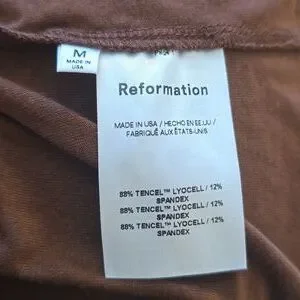 M
MADE IN
USA
Reformation
MADE IN USA / HECHO EN EE.UU /
FABRIQUÉ AUX ÉTATS-UNIS
88% TENCEL™ LYOCELL / 12%
SPANDEX
88% TENCEL™ LYOCELL / 12%
SPANDEX
88% TENCEL™ LYOCELL / 12%
SPANDEX